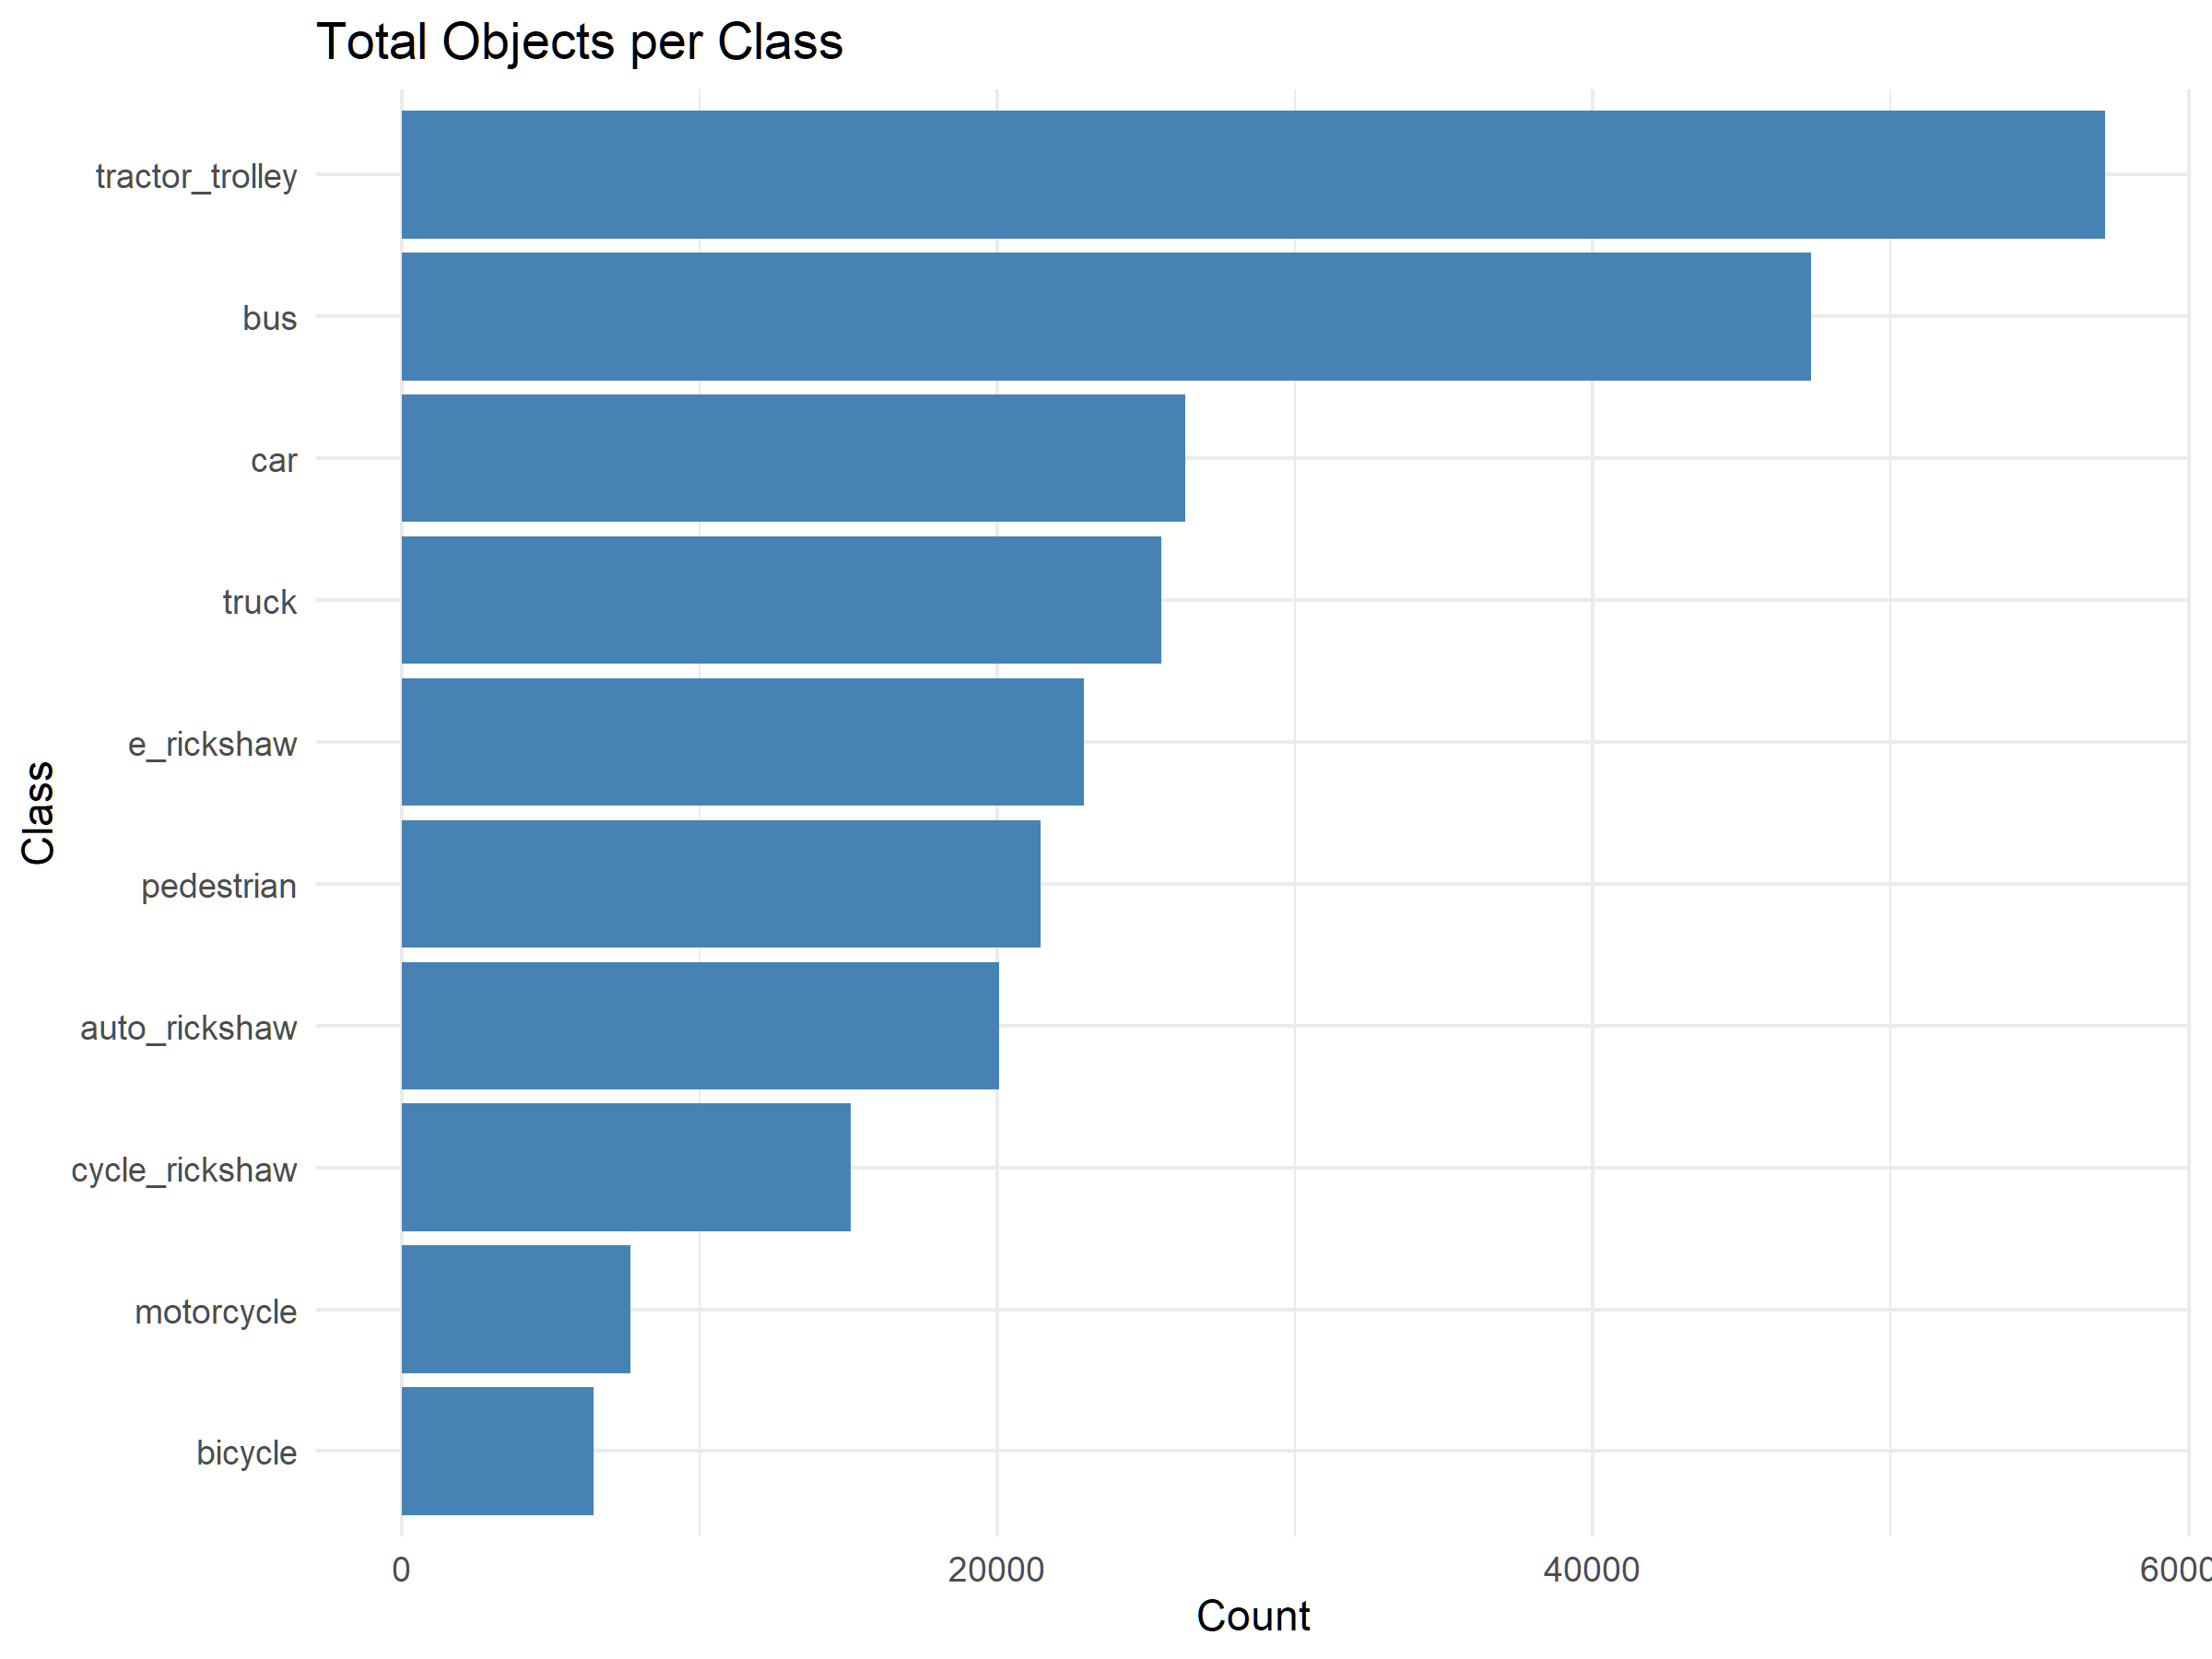 Total Objects per Class
tractor_trolley
bus
car
truck
e_rickshaw
pedestrian
auto_rickshaw
cycle_rickshaw
motorcycle
bicycle
Class
0 20000 40000 6000
Count